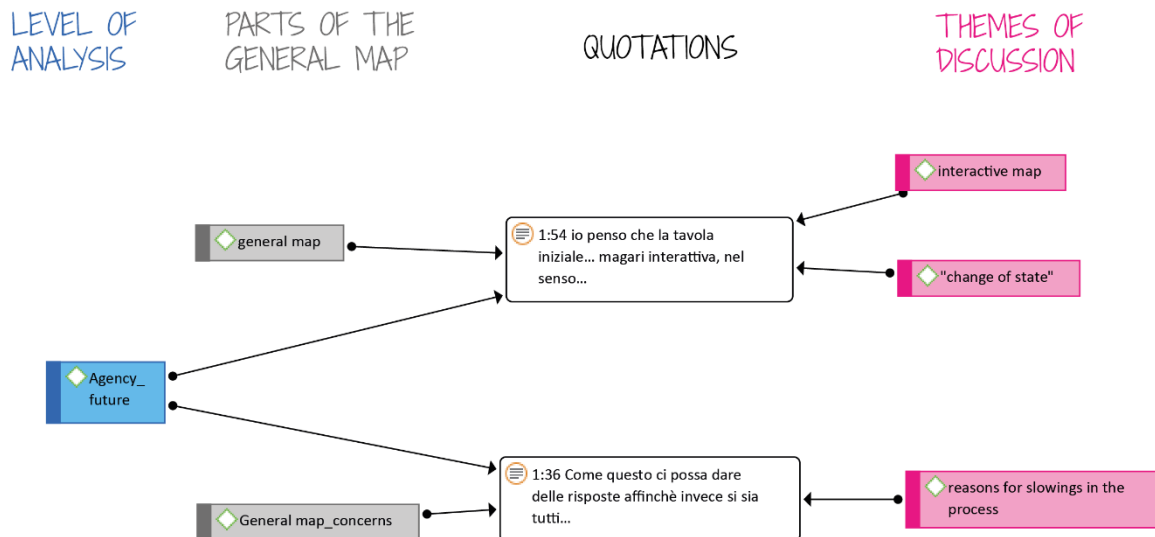 LEVEL OF
ANALYSIS
PARTS OF THE
GENERAL MAP
QUOTATIONS
THEMES OF
DISCUSSION
interactive map
general map
1:54 io penso che la tavola
iniziale… magari interattiva, nel
senso…
"change of state"
Agency_
future
1:36 Come questo ci possa dare
delle risposte affinchè invece si sia
tutti…
reasons for slowings in the
process
General map_concerns